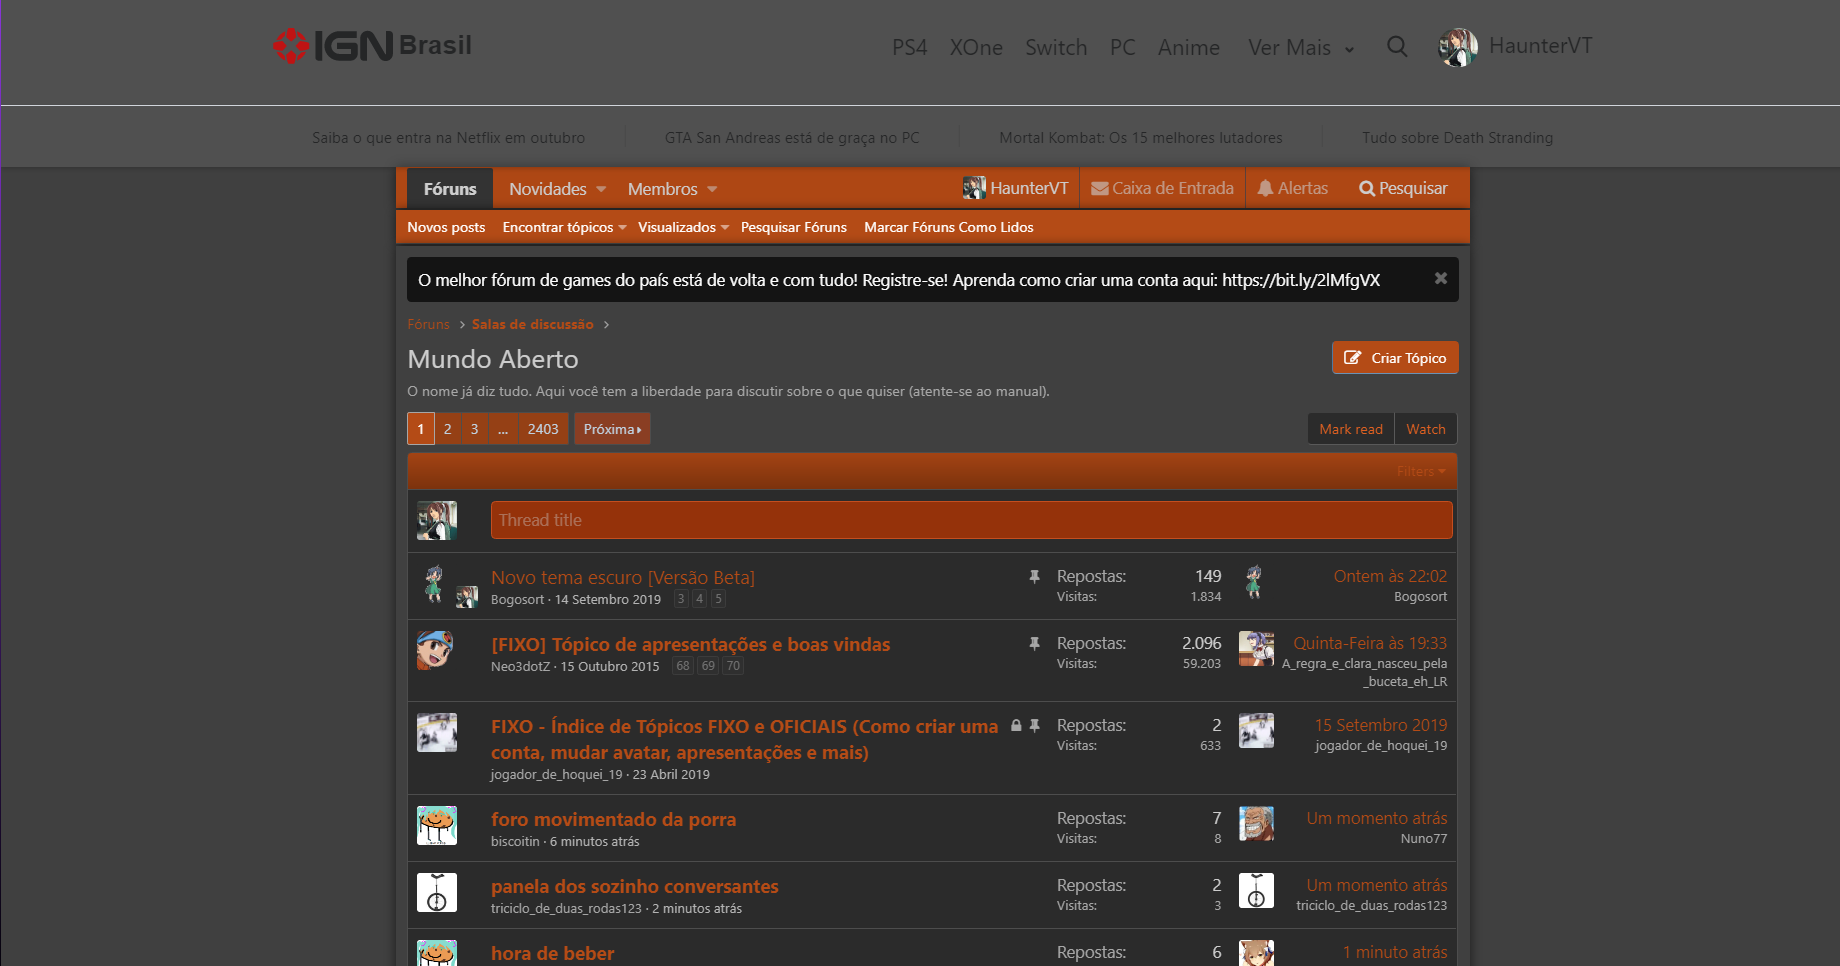 IGN Brasil
PS4 XOne Switch PC Anime Ver Mais HaunterVT
Saiba o que entra na Netflix em outubro
GTA San Andreas está de graça no PC
Mortal Kombat: Os 15 melhores lutadores
Tudo sobre Death Stranding
Fóruns Novidades Membros HaunterVT Caixa de Entrada Alertas Pesquisar
Novos posts Encontrar tópicos Visualizados Pesquisar Fóruns Marcar Fóruns Como Lidos
O melhor fórum de games do país está de volta e com tudo! Registre-se! Aprenda como criar uma conta aqui: https://bit.ly/2lMfgVX
Fóruns > Salas de discussão >
Mundo Aberto
Criar Tópico
O nome já diz tudo. Aqui você tem a liberdade para discutir sobre o que quiser (atente-se ao manual).
1 2 3 ... 2403 Próxima
Mark read Watch
Filters
Thread title
Novo tema escuro [Versão Beta]
Bogosort · 14 Setembro 2019 3 4 5
Repostas: 149
Visitas: 1.834
Ontem às 22:02
Bogosort
[FIXO] Tópico de apresentações e boas vindas
Neo3dotZ · 15 Outubro 2015 68 69 70
Repostas: 2.096
Visitas: 59.203
Quinta-Feira às 19:33
A_regra_e_clara_nasceu_pela
_buceta_eh_LR
FIXO - Índice de Tópicos FIXO e OFICIAIS (Como criar uma
conta, mudar avatar, apresentações e mais)
jogador_de_hoquei_19 · 23 Abril 2019
Repostas: 2
Visitas: 633
15 Setembro 2019
jogador_de_hoquei_19
foro movimentado da porra
biscoitin · 6 minutos atrás
Repostas: 7
Visitas: 8
Um momento atrás
Nuno77
panela dos sozinho conversantes
triciclo_de_duas_rodas123 · 2 minutos atrás
Repostas: 2
Visitas: 3
Um momento atrás
triciclo_de_duas_rodas123
hora de beber
Repostas: 6
1 minuto atrás